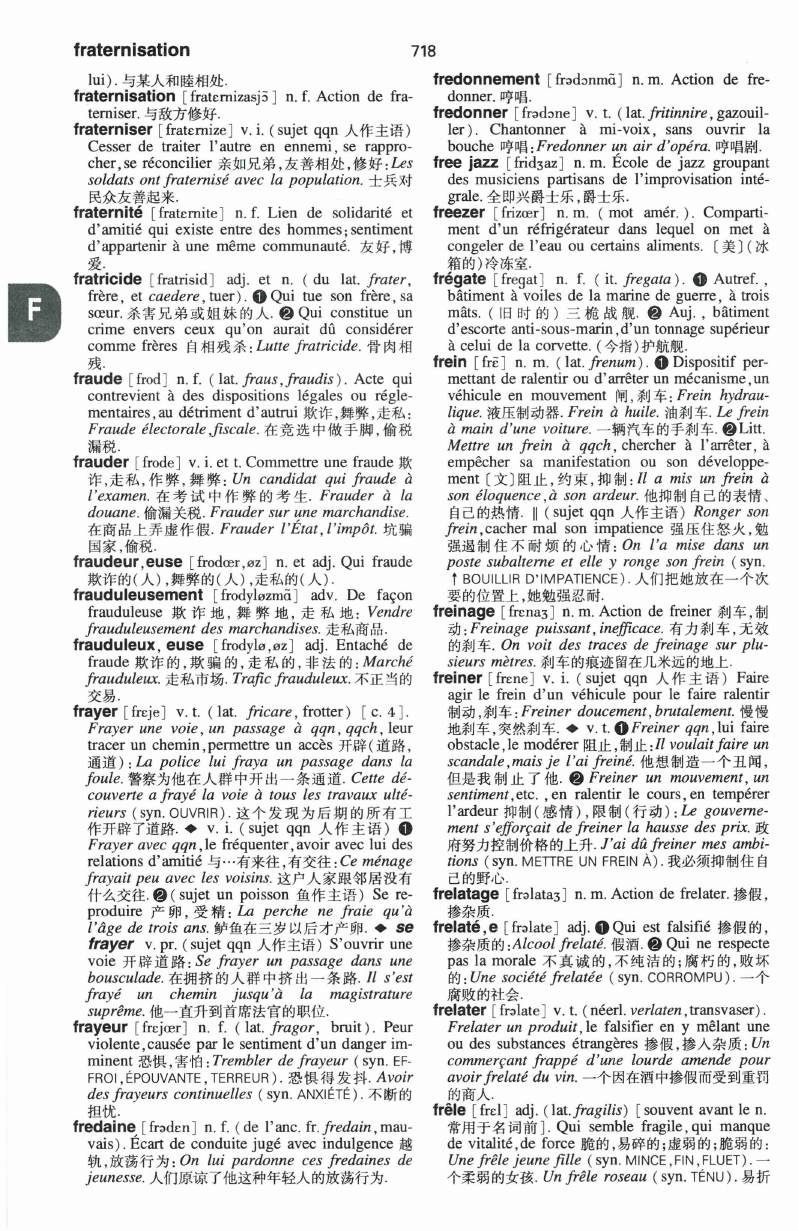 fraternisation
718
lui). 与某人和睦相处.
fraternisation [fratɛrnizasjɔ̃] n. f. Action de fra-
terniser. 与敌方修好.
fraterniser [fratɛrnize] v. i. (sujet qqn 人作主语)
Cesser de traiter l'autre en ennemi, se rappro-
cher, se réconcilier 亲如兄弟,友善相处,修好: Les
soldats ont fraternisé avec la population. 士兵对
民众友善起来.
fraternité [fratɛrnite] n. f. Lien de solidarité et
d'amitié qui existe entre des hommes; sentiment
d'appartenir à une même communauté. 友好,博
爱.
fratricide [fratrisid] adj. et n. (du lat. frater,
frère, et caedere, tuer). ❶ Qui tue son frère, sa
sœur. 杀害兄弟或姐妹的人. ❷ Qui constitue un
crime envers ceux qu'on aurait dû considérer
comme frères 自相残杀: Lutte fratricide. 骨肉相
残.
fraude [frod] n. f. (lat. fraus, fraudis). Acte qui
contrevient à des dispositions légales ou régle-
mentaires, au détriment d'autrui 欺诈,舞弊,走私:
Fraude électorale, fiscale. 在竞选中做手脚,偷税
漏税.
frauder [frode] v. i. et t. Commettre une fraude 欺
诈,走私,作弊,舞弊: Un candidat qui fraude à
l'examen. 在考试中作弊的考生. Frauder à la
douane. 偷漏关税. Frauder sur une marchandise.
在商品上弄虚作假. Frauder l'État, l'impôt. 坑骗
国家,偷税.
fraudeur, euse [frodœr, øz] n. et adj. Qui fraude
欺诈的(人),舞弊的(人),走私的(人).
frauduleusement [frodyløzmɑ̃] adv. De façon
frauduleuse 欺诈地,舞弊地,走私地: Vendre
frauduleusement des marchandises. 走私商品.
frauduleux, euse [frodylø, øz] adj. Entaché de
fraude 欺诈的,欺骗的,走私的,非法的: Marché
frauduleux. 走私市场. Trafic frauduleux. 不正当的
交易.
frayer [frɛje] v. t. (lat. fricare, frotter) [c. 4].
Frayer une voie, un passage à qqn, qqch, leur
tracer un chemin, permettre un accès 开辟(道路,
通道): La police lui fraya un passage dans la
foule. 警察为他在人群中开出一条通道. Cette dé-
couverte a frayé la voie à tous les travaux ulté-
rieurs (syn. OUVRIR). 这个发现为后期的所有工
作开辟了道路. ◆ v. i. (sujet qqn 人作主语) ❶
Frayer avec qqn, le fréquenter, avoir avec lui des
relations d'amitié 与…有来往,有交往: Ce ménage
frayait peu avec les voisins. 这户人家跟邻居没有
什么交往. ❷ (sujet un poisson 鱼作主语) Se re-
produire 产卵,受精: La perche ne fraie qu'à
l'âge de trois ans. 鲈鱼在三岁以后才产卵. ◆ se
frayer v. pr. (sujet qqn 人作主语) S'ouvrir une
voie 开辟道路: Se frayer un passage dans une
bousculade. 在拥挤的人群中挤出一条路. Il s'est
frayé un chemin jusqu'à la magistrature
suprême. 他一直升到首席法官的职位.
frayeur [frɛjœr] n. f. (lat. fragor, bruit). Peur
violente, causée par le sentiment d'un danger im-
minent 恐惧,害怕: Trembler de frayeur (syn. EF-
FROI, ÉPOUVANTE, TERREUR). 恐惧得发抖. Avoir
des frayeurs continuelles (syn. ANXIÉTÉ). 不断的
担忧.
fredaine [frədɛn] n. f. (de l'anc. fr. fredain, mau-
vais). Écart de conduite jugé avec indulgence 越
轨,放荡行为: On lui pardonne ces fredaines de
jeunesse. 人们原谅了他这种年轻人的放荡行为.
F
fredonnement [frədɔnmɑ̃] n. m. Action de fre-
donner. 哼唱.
fredonner [frədɔne] v. t. (lat. fritinnire, gazouil-
ler). Chantonner à mi-voix, sans ouvrir la
bouche 哼唱: Fredonner un air d'opéra. 哼唱剧.
free jazz [fridʒaz] n. m. École de jazz groupant
des musiciens partisans de l'improvisation inté-
grale. 全即兴爵士乐,爵士乐.
freezer [frizœr] n. m. (mot amér.). Comparti-
ment d'un réfrigérateur dans lequel on met à
congeler de l'eau ou certains aliments. 〔美〕(冰
箱的)冷冻室.
frégate [fregat] n. f. (it. fregata). ❶ Autref.,
bâtiment à voiles de la marine de guerre, à trois
mâts. (旧时的)三桅战舰. ❷ Auj., bâtiment
d'escorte anti-sous-marin, d'un tonnage supérieur
à celui de la corvette. (今指)护航舰.
frein [frɛ̃] n. m. (lat. frenum). ❶ Dispositif per-
mettant de ralentir ou d'arrêter un mécanisme, un
véhicule en mouvement 闸,刹车: Frein hydrau-
lique. 液压制动器. Frein à huile. 油刹车. Le frein
à main d'une voiture. 一辆汽车的手刹车. ❷ Litt.
Mettre un frein à qqch, chercher à l'arrêter, à
empêcher sa manifestation ou son développe-
ment 〔文〕阻止,约束,抑制: Il a mis un frein à
son éloquence, à son ardeur. 他抑制自己的表情、
自己的热情. ‖ (sujet qqn 人作主语) Ronger son
frein, cacher mal son impatience 强压住怒火,勉
强遏制住不耐烦的心情: On l'a mise dans un
poste subalterne et elle y ronge son frein (syn.
↑ BOUILLIR D'IMPATIENCE). 人们把她放在一个次
要的位置上,她勉强忍耐.
freinage [frɛnaʒ] n. m. Action de freiner 刹车,制
动: Freinage puissant, inefficace. 有力刹车,无效
的刹车. On voit des traces de freinage sur plu-
sieurs mètres. 刹车的痕迹留在几米远的地上.
freiner [frɛne] v. i. (sujet qqn 人作主语) Faire
agir le frein d'un véhicule pour le faire ralentir
制动,刹车: Freiner doucement, brutalement. 慢慢
地刹车,突然刹车. ◆ v. t. ❶ Freiner qqn, lui faire
obstacle, le modérer 阻止,制止: Il voulait faire un
scandale, mais je l'ai freiné. 他想制造一个丑闻,
但是我制止了他. ❷ Freiner un mouvement, un
sentiment, etc., en ralentir le cours, en tempérer
l'ardeur 抑制(感情),限制(行动): Le gouverne-
ment s'efforçait de freiner la hausse des prix. 政
府努力控制价格的上升. J'ai dû freiner mes ambi-
tions (syn. METTRE UN FREIN À). 我必须抑制住自
己的野心.
frelatage [frəlataʒ] n. m. Action de frelater. 掺假,
掺杂质.
frelaté, e [frəlate] adj. ❶ Qui est falsifié 掺假的,
掺杂质的: Alcool frelaté. 假酒. ❷ Qui ne respecte
pas la morale 不真诚的,不纯洁的;腐朽的,败坏
的: Une société frelatée (syn. CORROMPU). 一个
腐败的社会.
frelater [frəlate] v. t. (néerl. verlaten, transvaser).
Frelater un produit, le falsifier en y mêlant une
ou des substances étrangères 掺假,掺入杂质: Un
commerçant frappé d'une lourde amende pour
avoir frelaté du vin. 一个因在酒中掺假而受到重罚
的商人.
frêle [frɛl] adj. (lat. fragilis) [souvent avant le n.
常用于名词前]. Qui semble fragile, qui manque
de vitalité, de force 脆的,易碎的;虚弱的;脆弱的:
Une frêle jeune fille (syn. MINCE, FIN, FLUET). 一
个柔弱的女孩. Un frêle roseau (syn. TÉNU). 易折